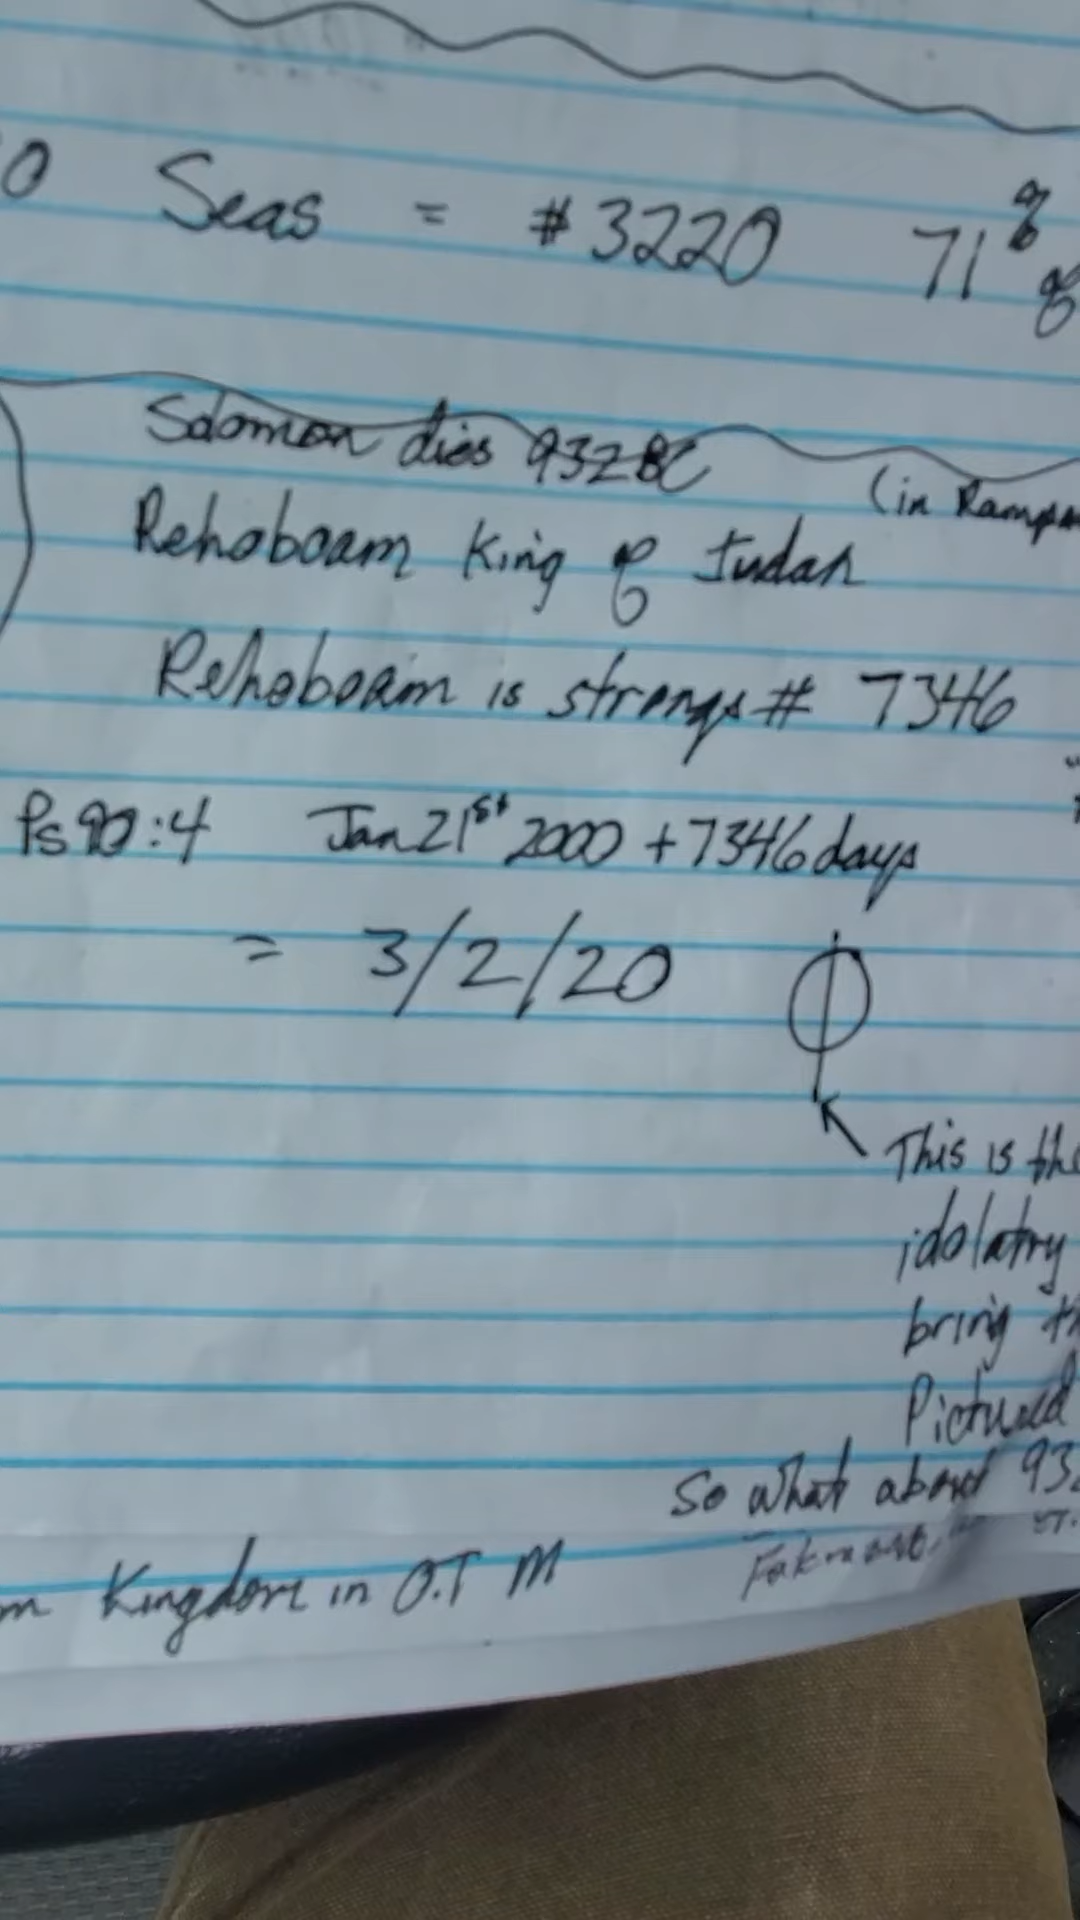 0 Seas = #3220 71%
Solomon dies 932BC (in
Rehoboam King of Judah
Rehoboam is strongs # 7346
Ps 90:4 Jan 21st 2000 + 7346 days
= 3/2/20
This is the
idolatry
bring
Pictured
So what about 932
Kingdom in O.T M